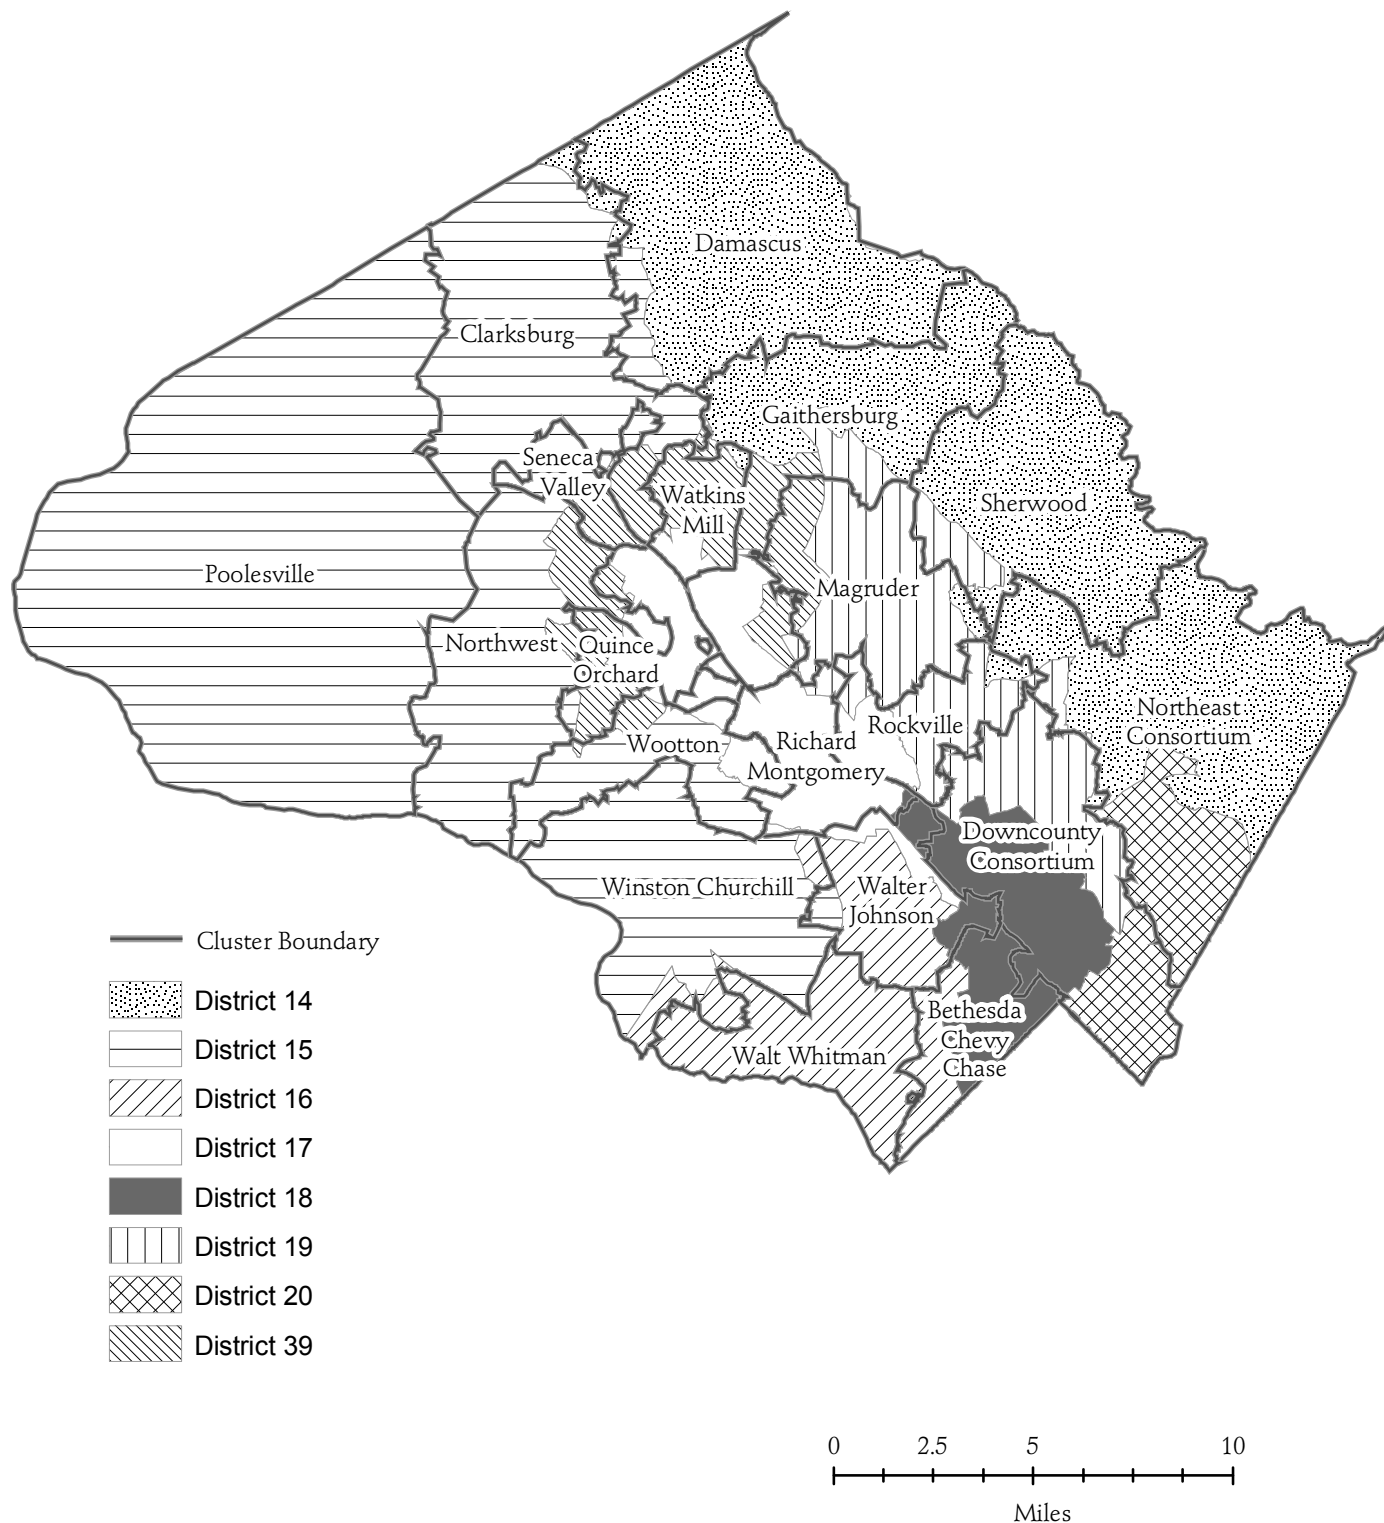 Damascus
Clarksburg
Gaithersburg
Seneca
Valley
Watkins
Mill
Sherwood
Poolesville
Magruder
Northwest
Quince
Orchard
Northeast
Consortium
Rockville
Wootton
Richard
Montgomery
Downcounty
Consortium
Winston Churchill
Walter
Johnson
Bethesda
Chevy
Chase
Walt Whitman
Cluster Boundary
District 14
District 15
District 16
District 17
District 18
District 19
District 20
District 39
0 2.5 5 10
Miles